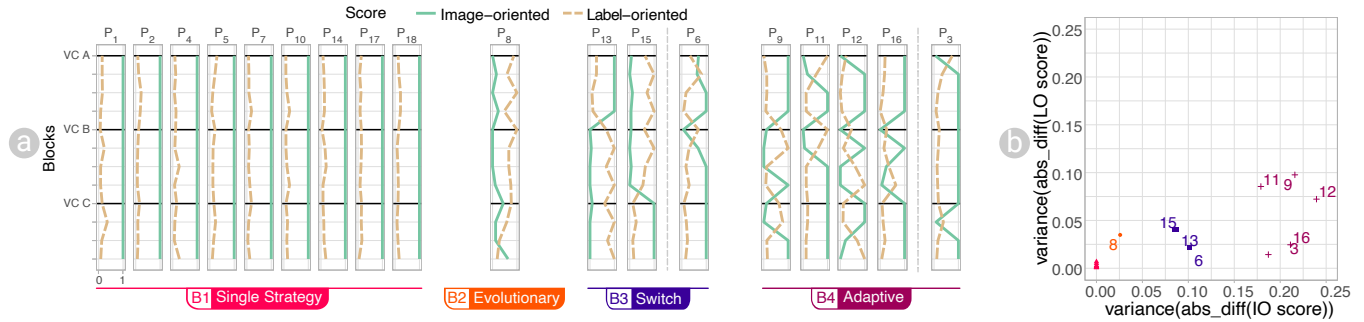 Score Image-oriented Label-oriented
P1 P2 P4 P5 P7 P10 P14 P17 P18 P8 P13 P15 P6 P9 P11 P12 P16 P3
VC A
VC B
VC C
Blocks
a
0 1
B1 Single Strategy
B2 Evolutionary
B3 Switch
B4 Adaptive
b
variance(abs_diff(LO score))
0.25
0.20
0.15
0.10
0.05
0.00
11 9 12
15
8 13 16
6 3
0.00 0.05 0.10 0.15 0.20 0.25
variance(abs_diff(IO score))